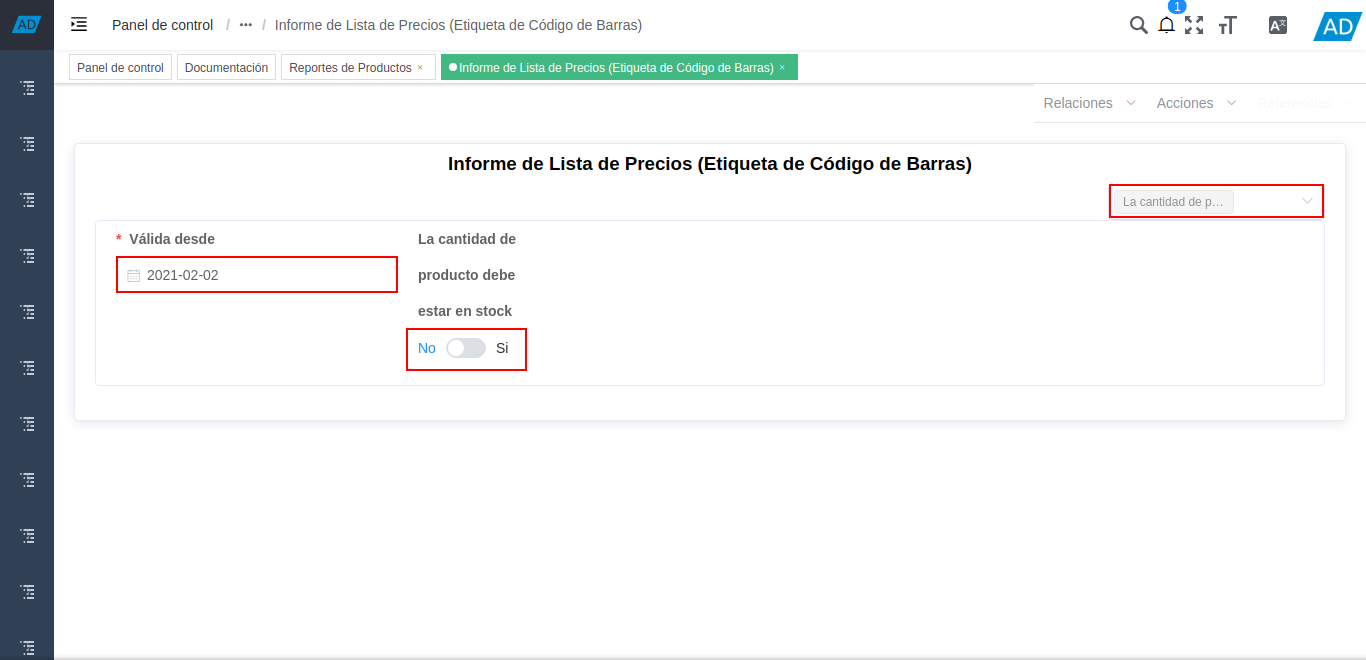 AD
Panel de control / ••• / Informe de Lista de Precios (Etiqueta de Código de Barras)
1
AD
Panel de control
Documentación
Reportes de Productos ×
Informe de Lista de Precios (Etiqueta de Código de Barras) ×
Relaciones
Acciones
Referencias
Informe de Lista de Precios (Etiqueta de Código de Barras)
La cantidad de p...
* Válida desde
2021-02-02
La cantidad de
producto debe
estar en stock
No
Si